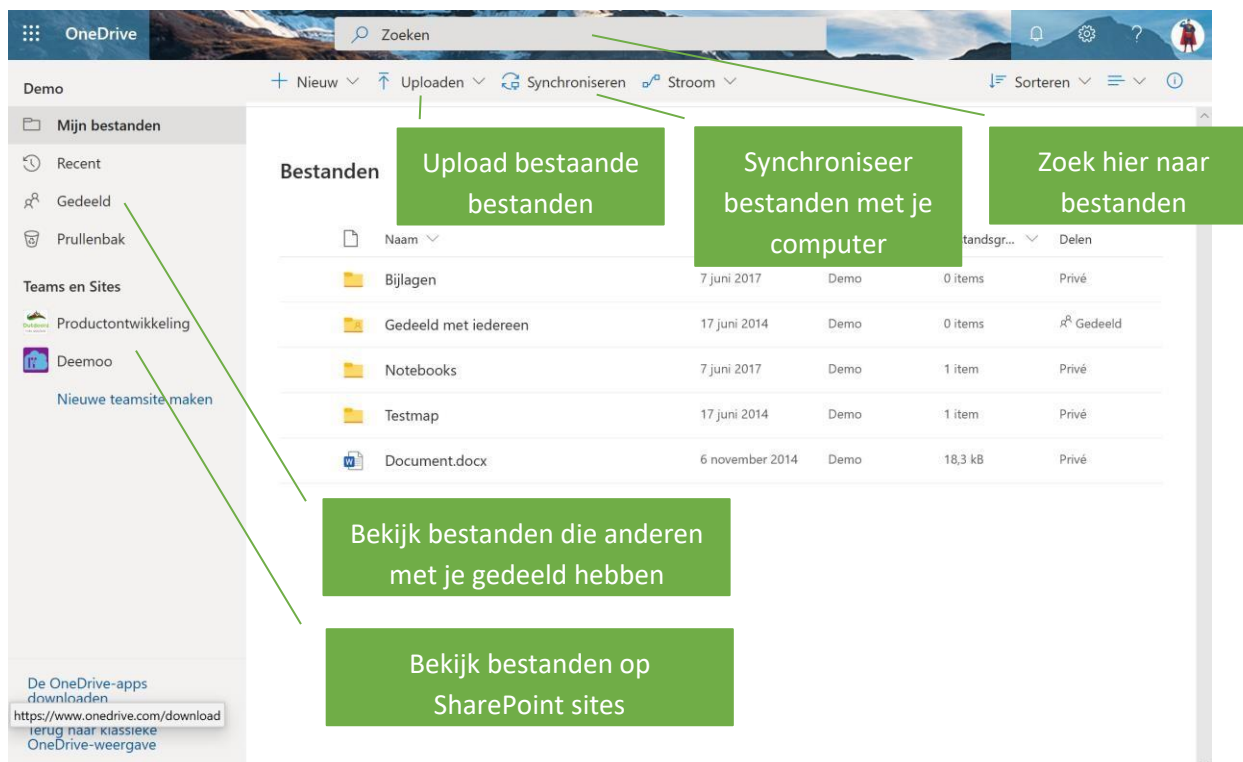 OneDrive
Zoeken
?
Demo
Nieuw
Uploaden
Synchroniseren
Stroom
Sorteren
Mijn bestanden
Recent
Gedeeld
Prullenbak
Teams en Sites
Productontwikkeling
Deemoo
Nieuwe teamsite maken
Bestanden
Upload bestaande
bestanden
Synchroniseer
bestanden met je
computer
Zoek hier naar
bestanden
Naam
standsgr...
Delen
Bijlagen 7 juni 2017 Demo 0 items Privé
Gedeeld met iedereen 17 juni 2014 Demo 0 items Gedeeld
Notebooks 7 juni 2017 Demo 1 item Privé
Testmap 17 juni 2014 Demo 1 item Privé
Document.docx 6 november 2014 Demo 18,3 kB Privé
Bekijk bestanden die anderen
met je gedeeld hebben
Bekijk bestanden op
SharePoint sites
De OneDrive-apps
downloaden
https://www.onedrive.com/download
Terug naar klassieke
OneDrive-weergave